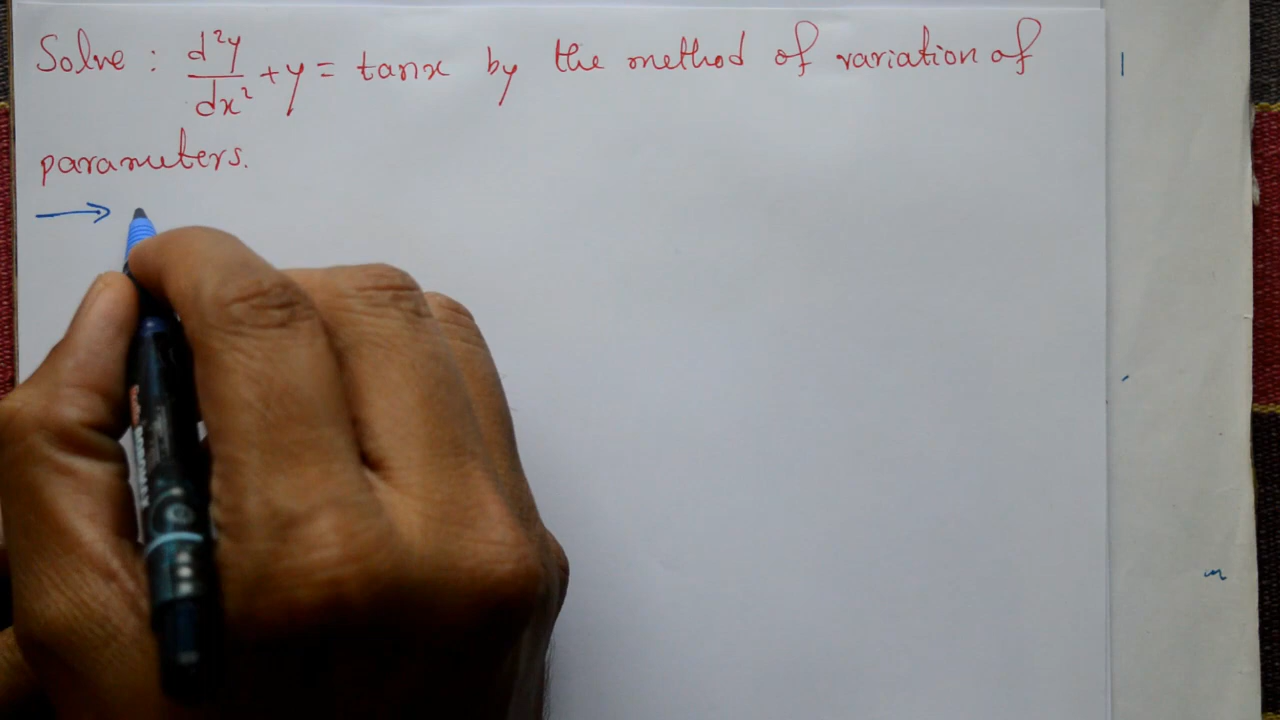 Solve : d²y/dx² + y = tanx by the method of variation of
parameters.
→